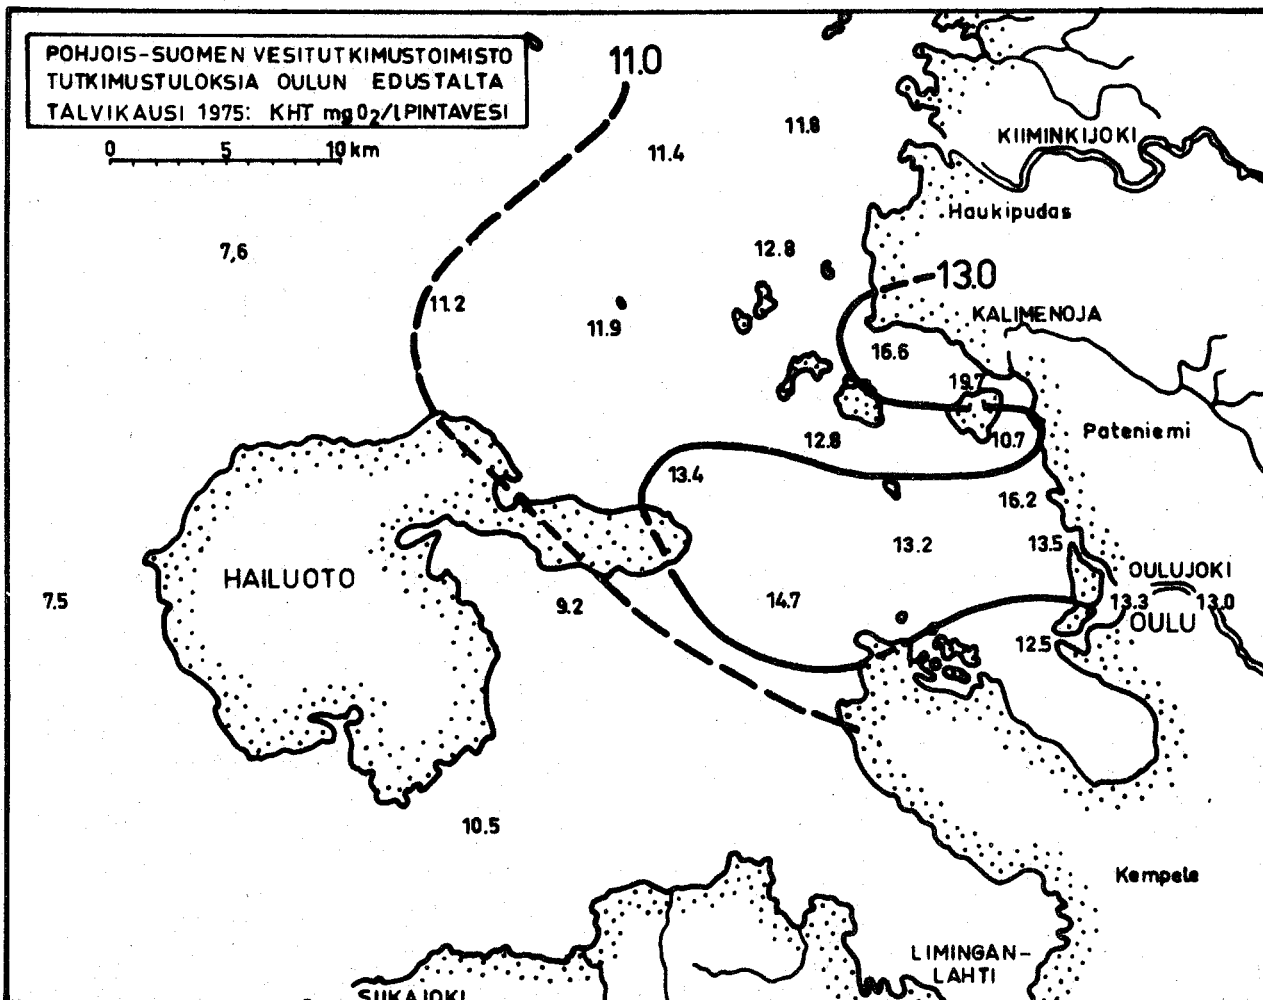 POHJOIS-SUOMEN VESITUTKIMUSTOIMISTO
TUTKIMUSTULOKSIA OULUN EDUSTALTA
TALVIKAUSI 1975: KHT mg O2/l PINTAVESI
0 5 10 km
11.0
11.8
11.4
KIIMINKIJOKI
Haukipudas
7,6
12.8
13.0
11.2
11.9
KALIMENOJA
16.6
19.7
12.8
10.7
Pateniemi
13.4
16.2
13.2
13.5
HAILUOTO
OULUJOKI
7.5
9.2
14.7
13.3
13.0
OULU
12.5
10.5
Kempele
LIMINGAN-
LAHTI
SIIKAJOKI